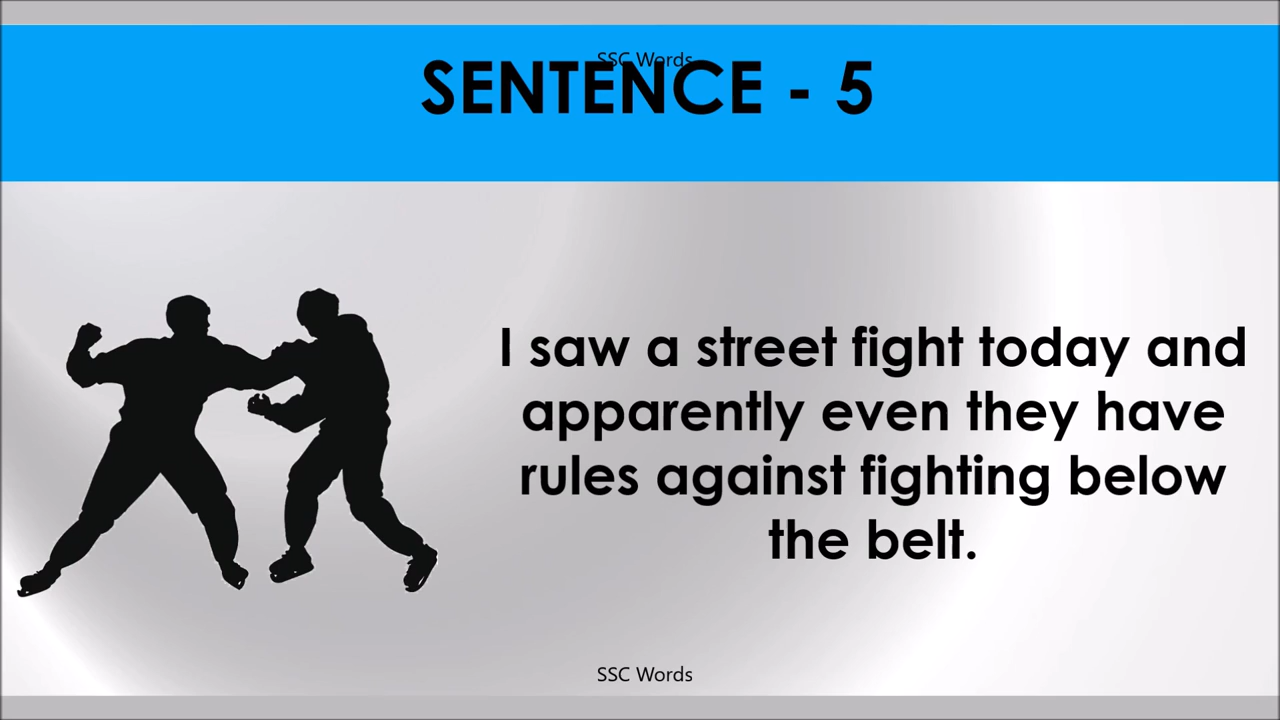 SSC Words
SENTENCE - 5
I saw a street fight today and
apparently even they have
rules against fighting below
the belt.
SSC Words